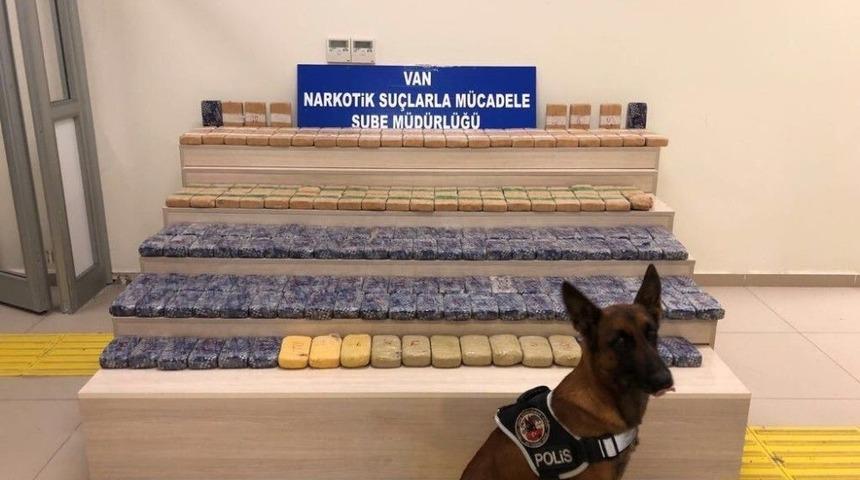 VAN
NARKOTİK SUÇLARLA MÜCADELE
ŞUBE MÜDÜRLÜĞÜ
POLİS